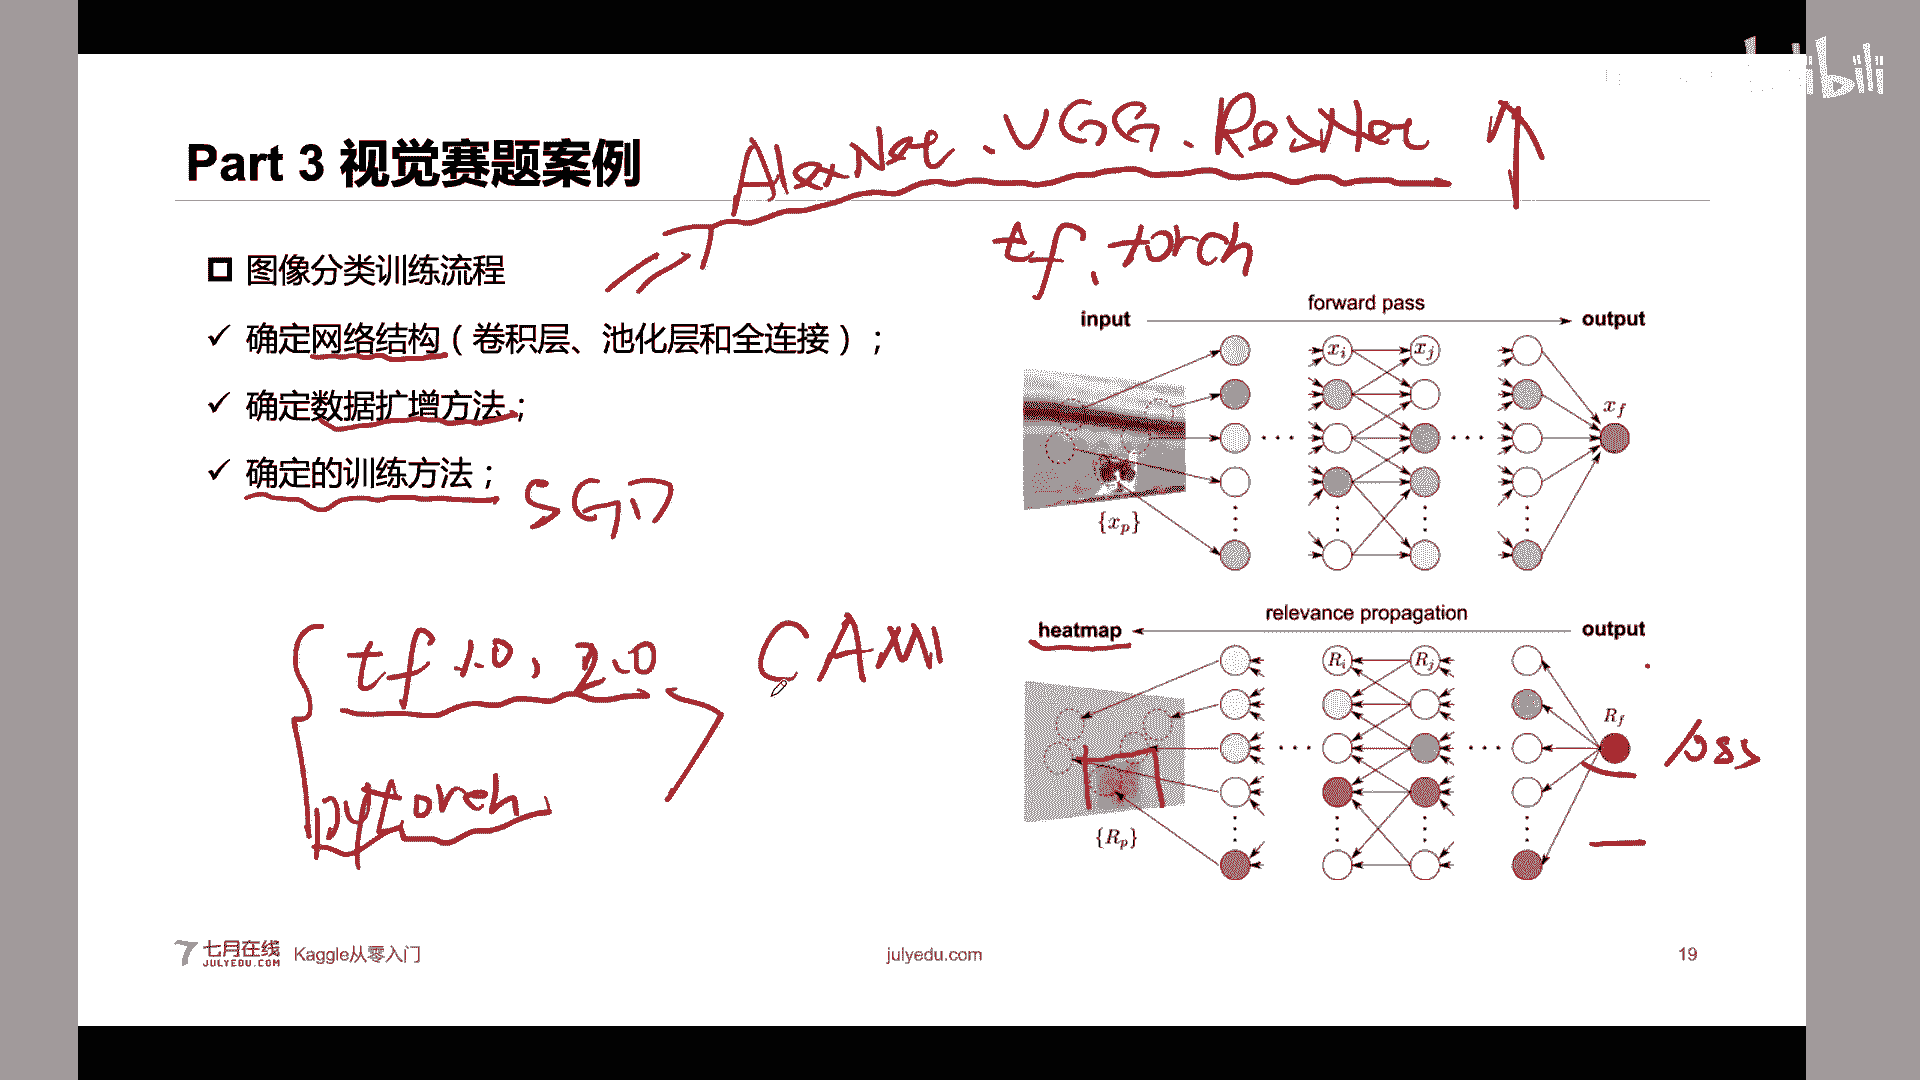 bilibili
AlexNet . VGG . ResNet
Part 3 视觉赛题案例
tf, torch
图像分类训练流程
✓ 确定网络结构（卷积层、池化层和全连接）；
✓ 确定数据扩增方法；
✓ 确定的训练方法；
SGD
tf 1.0, 2.0
CAM
pytorch
forward pass
input
output
x_i
x_j
x_f
{x_p}
relevance propagation
heatmap
output
R_i
R_j
R_f
loss
{R_p}
七月在线
JULYEDU.COM
Kaggle从零入门
julyedu.com
19